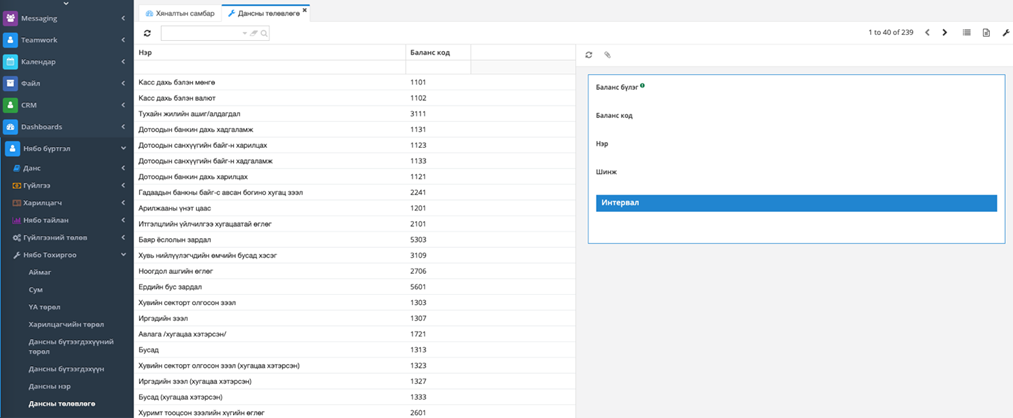 Messaging
Teamwork
Календар
Файл
CRM
Dashboards
Нябо бүртгэл
Данс
Гүйлгээ
Харилцагч
Нябо тайлан
Гүйлгээний төлөв
Нябо Тохиргоо
Аймаг
Сум
ҮА төрөл
Харилцагчийн төрөл
Дансны бүтээгдэхүүний
төрөл
Дансны бүтээгдэхүүн
Дансны нэр
Дансны төлөвлөгө
Хяналтын самбар
Дансны төлөвлөгө
1 to 40 of 239
Нэр Баланс код
Касс дахь бэлэн мөнгө 1101
Касс дахь бэлэн валют 1102
Тухайн жилийн ашиг/алдагдал 3111
Дотоодын банкин дахь хадгаламж 1131
Дотоодын санхүүгийн байг-н харилцах 1123
Дотоодын санхүүгийн байг-н хадгаламж 1133
Дотоодын банкин дахь харилцах 1121
Гадаадын банкны байг-с авсан богино хугац зээл 2241
Арилжааны үнэт цаас 1201
Итгэлцлийн үйлчилгээ хугацаатай өглөг 2101
Баяр ёслолын зардал 5303
Хувь нийлүүлэгчдийн өмчийн бусад хэсэг 3109
Ноогдол ашгийн өглөг 2706
Ердийн бус зардал 5601
Хувийн секторт олгосон зээл 1303
Иргэдийн зээл 1307
Авлага /хугацаа хэтэрсэн/ 1721
Бусад 1313
Хувийн секторт олгосон зээл (хугацаа хэтэрсэн) 1323
Иргэдийн зээл (хугацаа хэтэрсэн) 1327
Бусад (хугацаа хэтэрсэн) 1333
Хуримт тооцсон зээлийн хүгийн өглөг 2601
Баланс бүлэг
Баланс код
Нэр
Шинж
Интервал